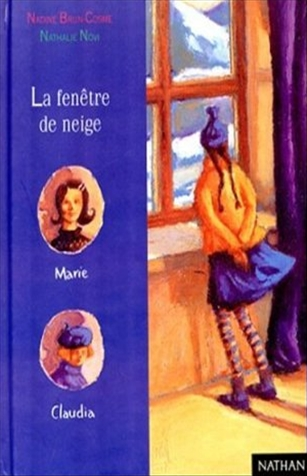 NADINE BRUN-COSME
NATHALIE NOVI
La fenêtre
de neige
Marie
Claudia
NATHAN